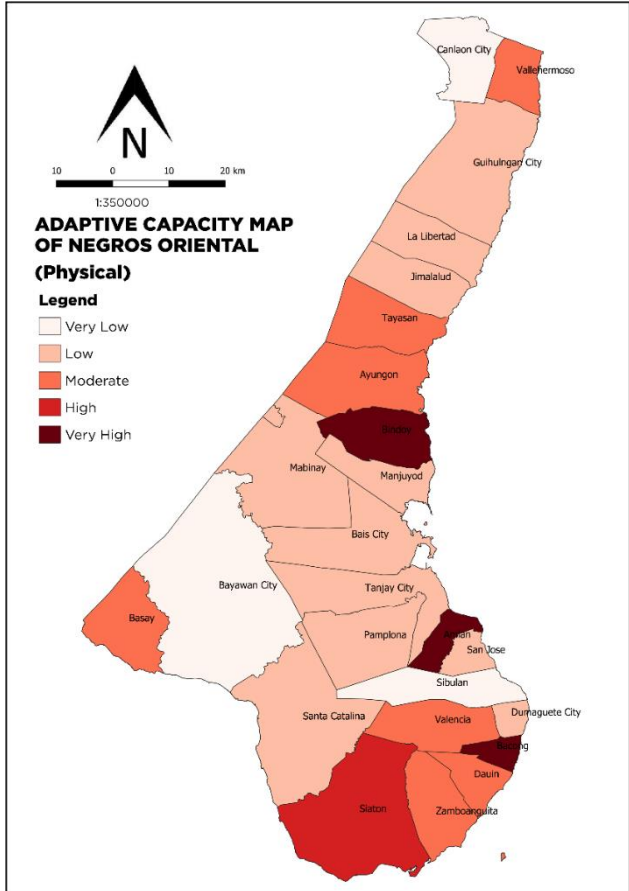 Canlaon City
Vallehermoso
N
10 0 10 20 km
1:350000
Guihulngan City
ADAPTIVE CAPACITY MAP
OF NEGROS ORIENTAL
(Physical)
La Libertad
Jimalalud
Legend
Very Low
Low
Moderate
High
Very High
Tayasan
Ayungon
Bindoy
Mabinay
Manjuyod
Bais City
Bayawan City
Tanjay City
Basay
Pamplona
Amlan
San Jose
Sibulan
Santa Catalina
Valencia
Dumaguete City
Bacong
Dauin
Siaton
Zamboanguita